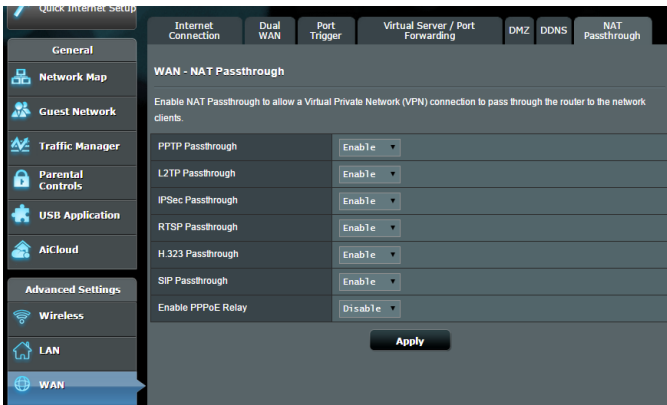 Quick Internet Setup
General
Network Map
Guest Network
Traffic Manager
Parental
Controls
USB Application
AiCloud
Advanced Settings
Wireless
LAN
WAN
Internet
Connection
Dual
WAN
Port
Trigger
Virtual Server / Port
Forwarding
DMZ
DDNS
NAT
Passthrough
WAN - NAT Passthrough
Enable NAT Passthrough to allow a Virtual Private Network (VPN) connection to pass through the router to the network
clients.
PPTP Passthrough Enable
L2TP Passthrough Enable
IPSec Passthrough Enable
RTSP Passthrough Enable
H.323 Passthrough Enable
SIP Passthrough Enable
Enable PPPoE Relay Disable
Apply